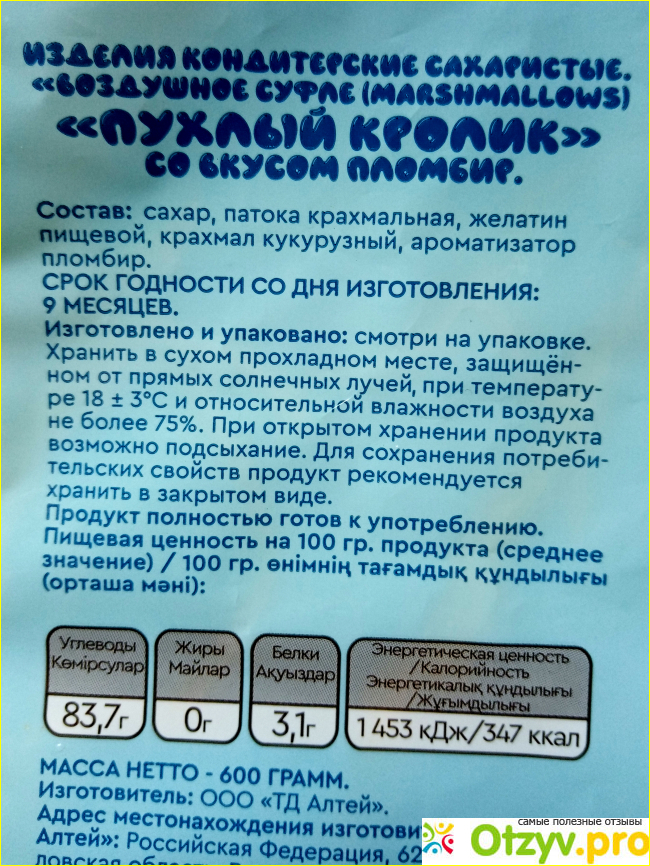 ИЗДЕЛИЯ КОНДИТЕРСКИЕ САХАРИСТЫЕ.
«ВОЗДУШНОЕ СУФЛЕ (MARSHMALLOWS)
«ПУХЛЫЙ КРОЛИК»
СО ВКУСОМ ПЛОМБИР.
Состав: сахар, патока крахмальная, желатин
пищевой, крахмал кукурузный, ароматизатор
пломбир.
СРОК ГОДНОСТИ СО ДНЯ ИЗГОТОВЛЕНИЯ:
9 МЕСЯЦЕВ.
Изготовлено и упаковано: смотри на упаковке.
Хранить в сухом прохладном месте, защищён-
ном от прямых солнечных лучей, при температу-
ре 18 ± 3°С и относительной влажности воздуха
не более 75%. При открытом хранении продукта
возможно подсыхание. Для сохранения потреби-
тельских свойств продукт рекомендуется
хранить в закрытом виде.
Продукт полностью готов к употреблению.
Пищевая ценность на 100 гр. продукта (среднее
значение) / 100 гр. өнімнің тағамдық құндылығы
(орташа мәні):
Углеводы
Көмірсулар
83,7г
Жиры
Майлар
0г
Белки
Ақуыздар
3,1г
Энергетическая ценность
/Калорийность
Энергетикалық құндылығы
/Жұғымдылығы
1 453 кДж/347 ккал
МАССА НЕТТО - 600 ГРАММ.
Изготовитель: ООО «ТД Алтей».
Адрес местонахождения изготови
Алтей»: Российская Федерация, 62
ловская область,
самые полезные отзывы
Otzyv.pro